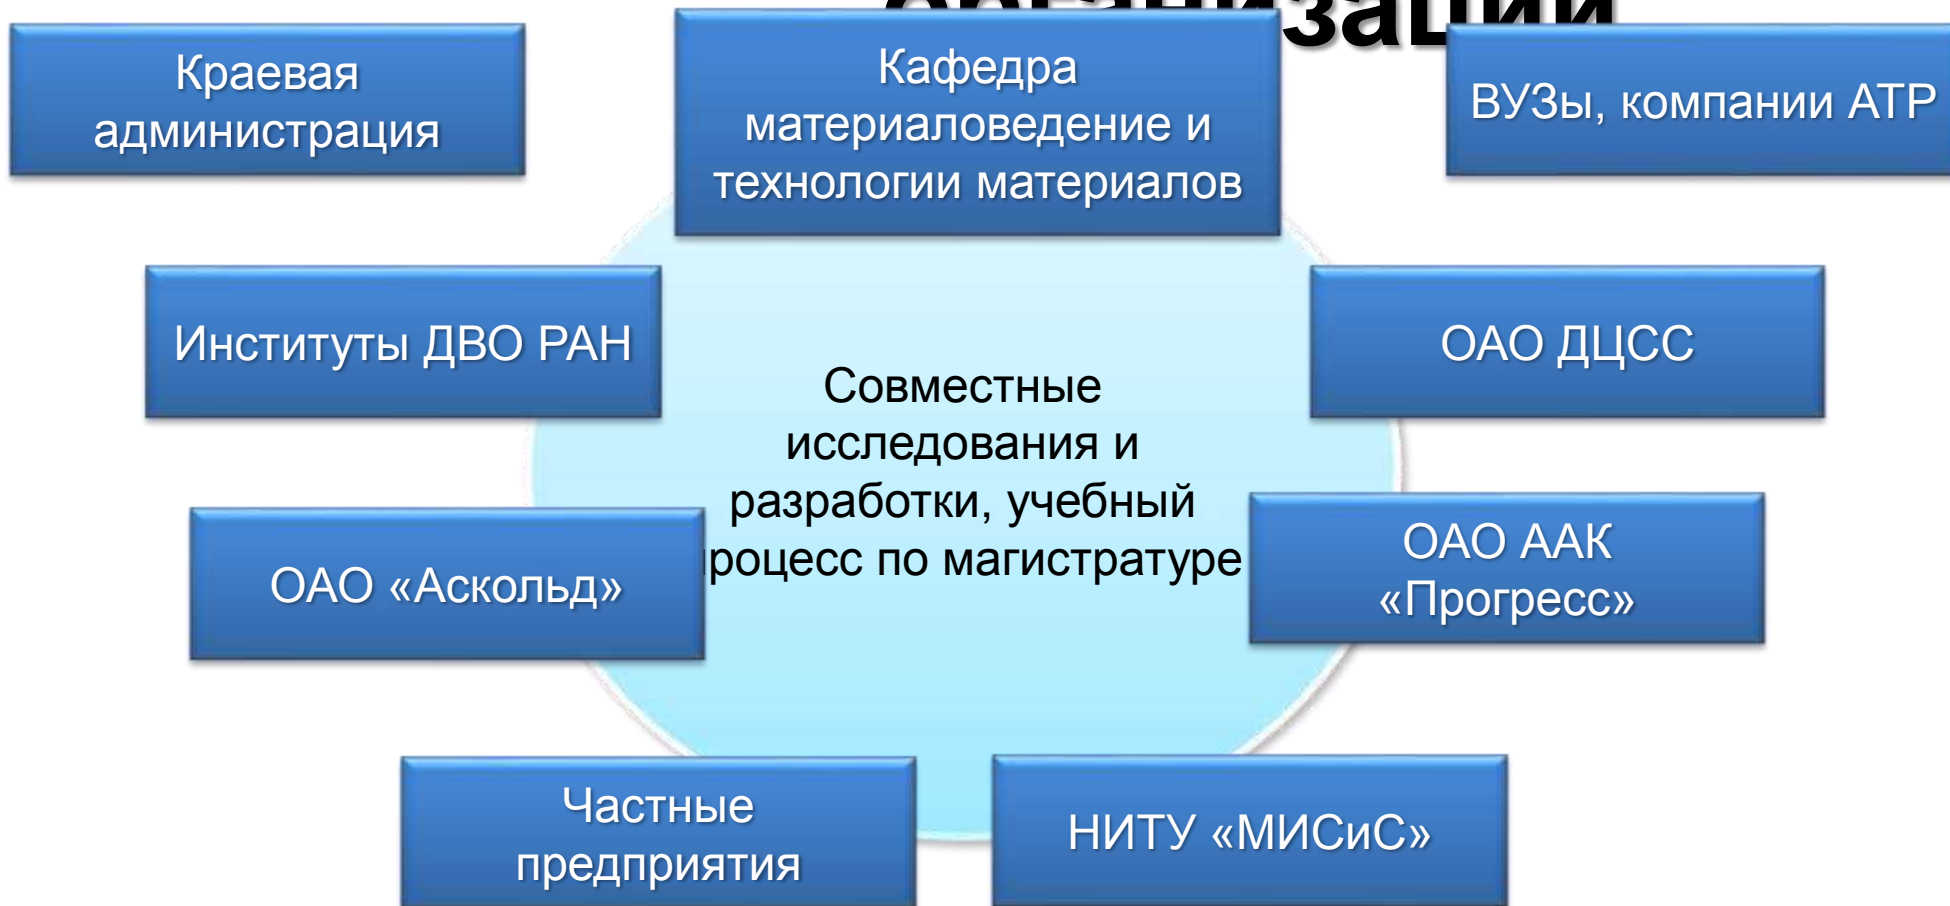 организации
Краевая
администрация
Кафедра
материаловедение и
технологии материалов
ВУЗы, компании АТР
Институты ДВО РАН
ОАО ДЦСС
Совместные
исследования и
разработки, учебный
роцесс по магистратуре
ОАО «Аскольд»
ОАО ААК
«Прогресс»
Частные
предприятия
НИТУ «МИСиС»